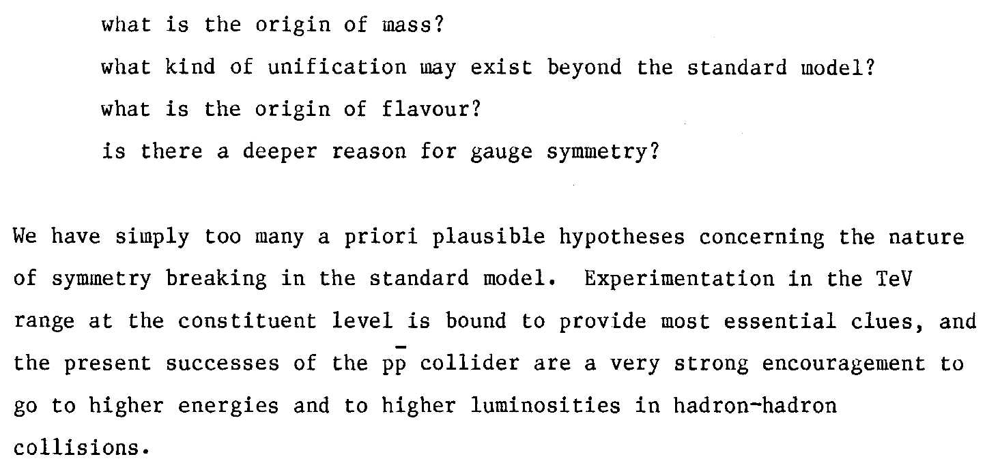 what is the origin of mass?
what kind of unification may exist beyond the standard model?
what is the origin of flavour?
is there a deeper reason for gauge symmetry?
We have simply too many a priori plausible hypotheses concerning the nature
of symmetry breaking in the standard model. Experimentation in the TeV
range at the constituent level is bound to provide most essential clues, and
the present successes of the pp̅ collider are a very strong encouragement to
go to higher energies and to higher luminosities in hadron-hadron
collisions.